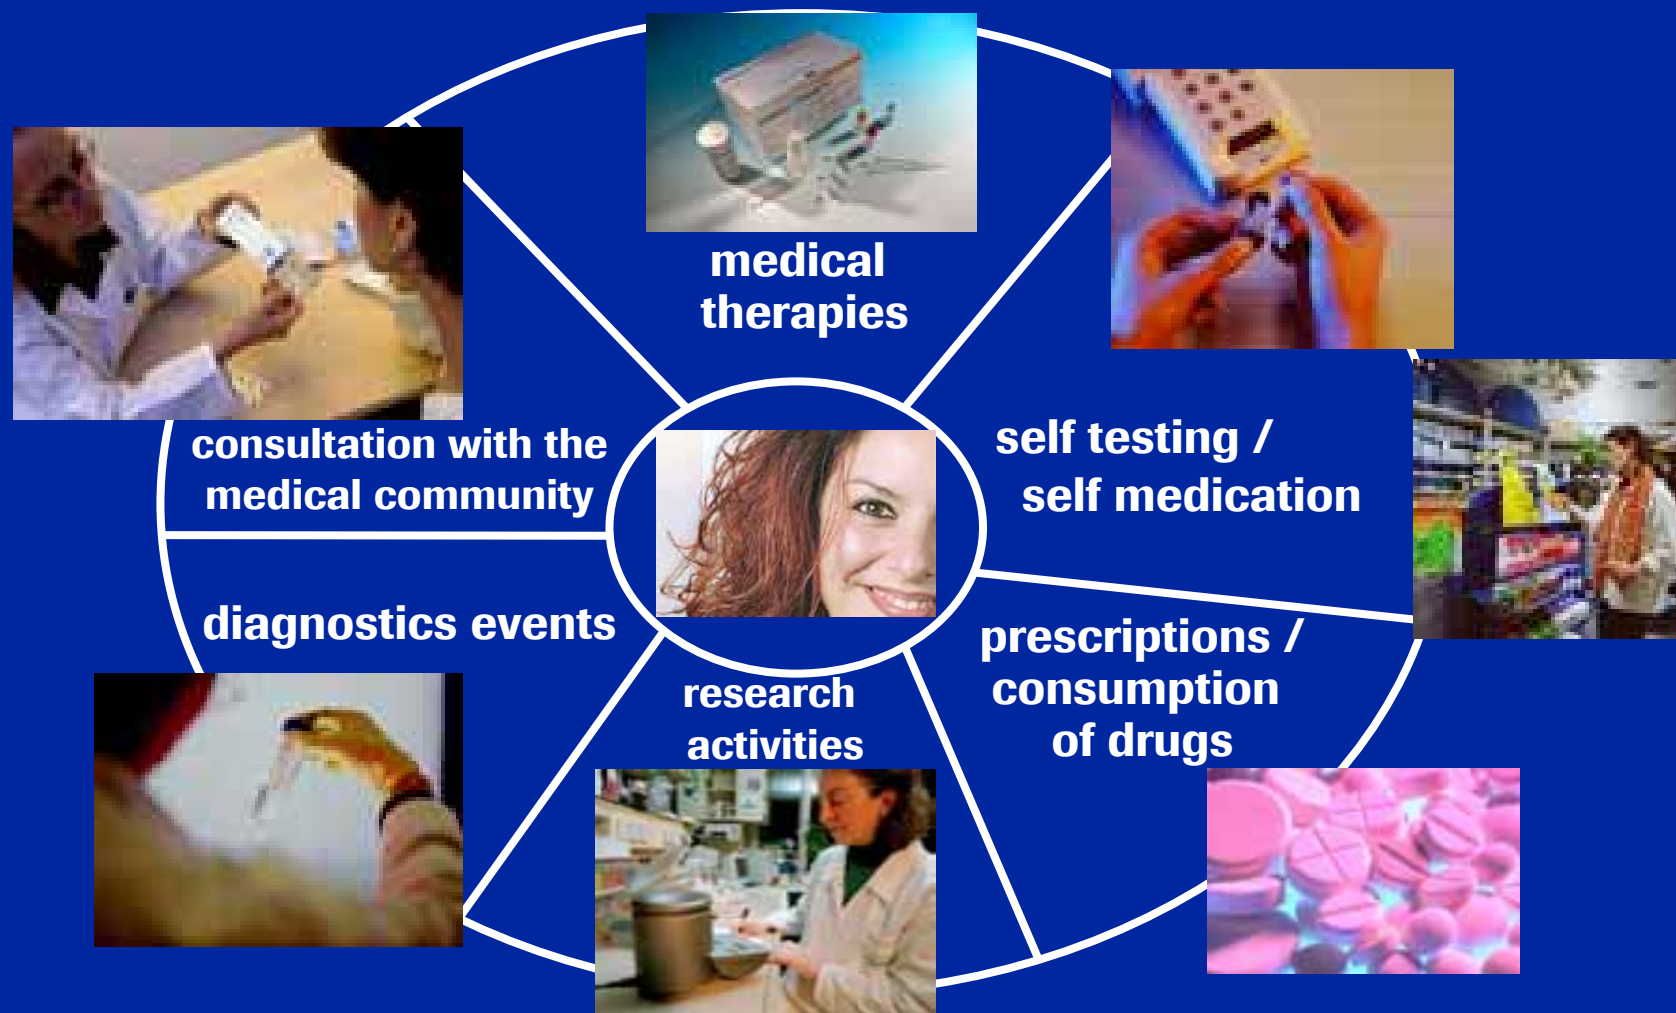 medical
therapies
self testing /
self medication
consultation with the
medical community
diagnostics events
prescriptions /
consumption
of drugs
research
activities